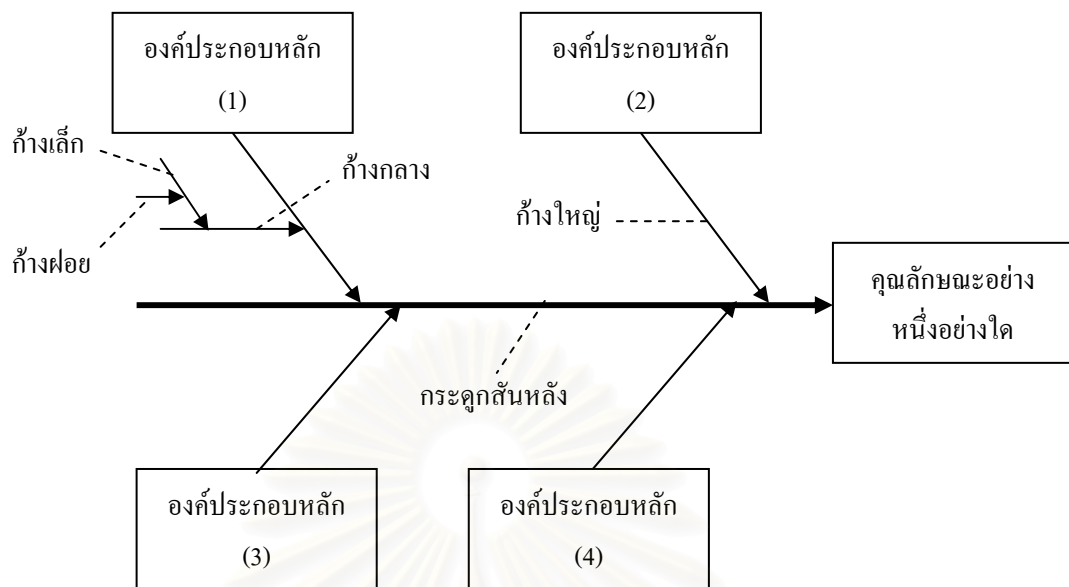 องค์ประกอบหลัก
(1)
องค์ประกอบหลัก
(2)
ก้างเล็ก
ก้างกลาง
ก้างใหญ่
ก้างฝอย
คุณลักษณะอย่าง
หนึ่งอย่างใด
กระดูกสันหลัง
องค์ประกอบหลัก
(3)
องค์ประกอบหลัก
(4)